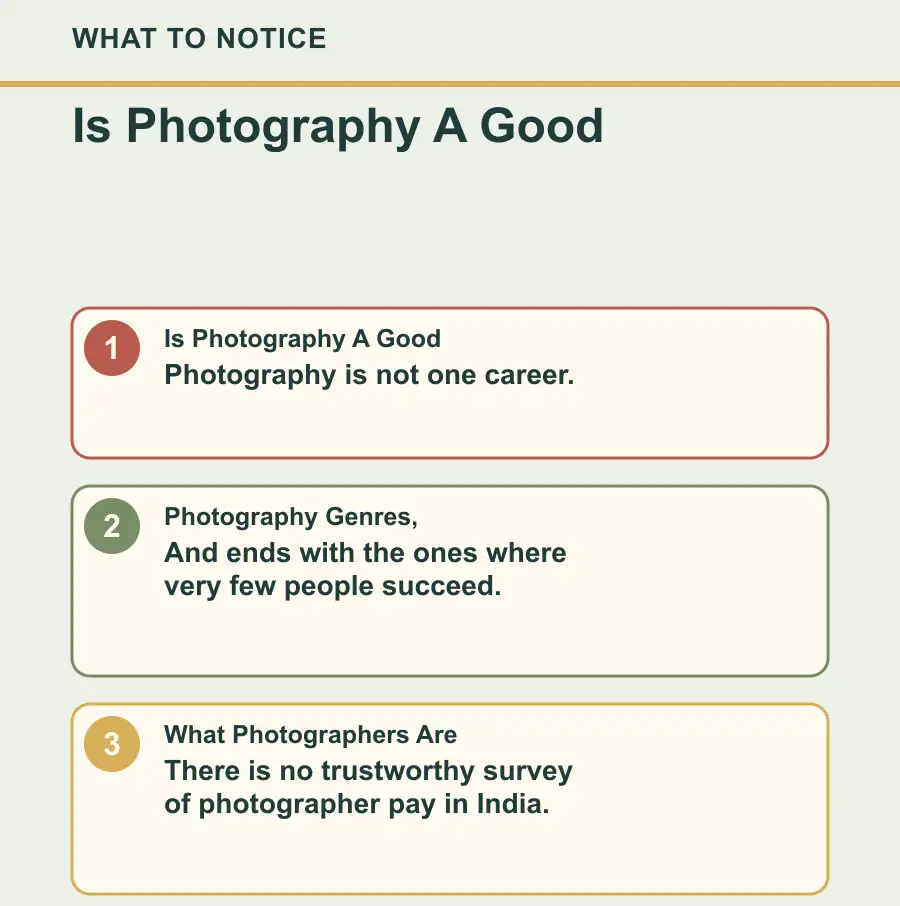 WHAT TO NOTICE
Is Photography A Good
1
Is Photography A Good
Photography is not one career.
2
Photography Genres,
And ends with the ones where
very few people succeed.
3
What Photographers Are
There is no trustworthy survey
of photographer pay in India.